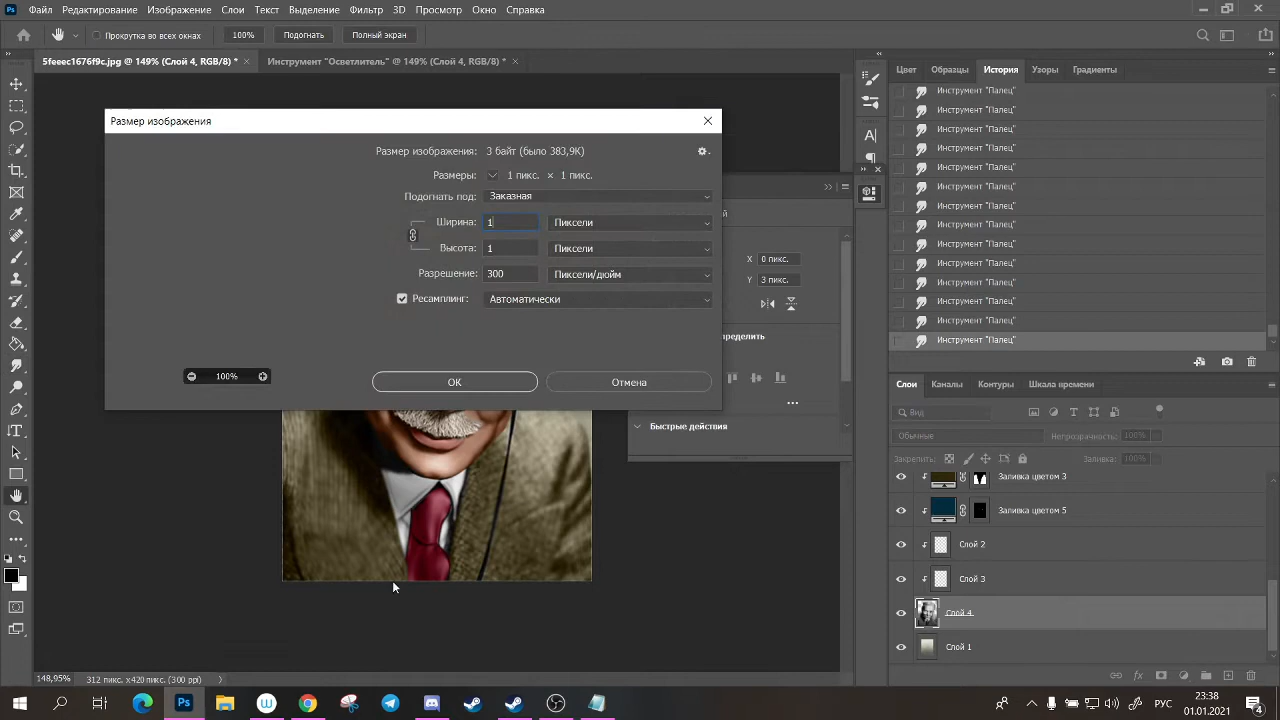 Ps Файл Редактирование Изображение Слои Текст Выделение Фильтр 3D Просмотр Окно Справка
Прокрутка во всех окнах 100% Подогнать Полный экран
5feeec1676f9c.jpg @ 149% (Слой 4, RGB/8) * Инструмент "Осветлитель" @ 149% (Слой 4, RGB/8) *
Цвет Образцы История Узоры Градиенты
Инструмент "Палец"
Инструмент "Палец"
Инструмент "Палец"
Инструмент "Палец"
Инструмент "Палец"
Инструмент "Палец"
Инструмент "Палец"
Инструмент "Палец"
Инструмент "Палец"
Инструмент "Палец"
Инструмент "Палец"
Инструмент "Палец"
Инструмент "Палец"
Инструмент "Палец"
Размер изображения
Размер изображения: 3 байт (было 383,9K)
Размеры: 1 пикс. × 1 пикс.
Подогнать под: Заказная
Ширина: 1 Пиксели
Высота: 1 Пиксели
Разрешение: 300 Пиксели/дюйм
Ресамплинг: Автоматически
100%
ОК Отмена
й
X 0 пикс.
Y 3 пикс.
определить
Быстрые действия
Слои Каналы Контуры Шкала времени
Вид
Обычные Непрозрачность: 100%
Закрепить: Заливка: 100%
Заливка цветом 3
Заливка цветом 5
Слой 2
Слой 3
Слой 4
Слой 1
148,95% 312 пикс. x 420 пикс. (300 ppi)
Ps W РУС 23:38
01.01.2021 4